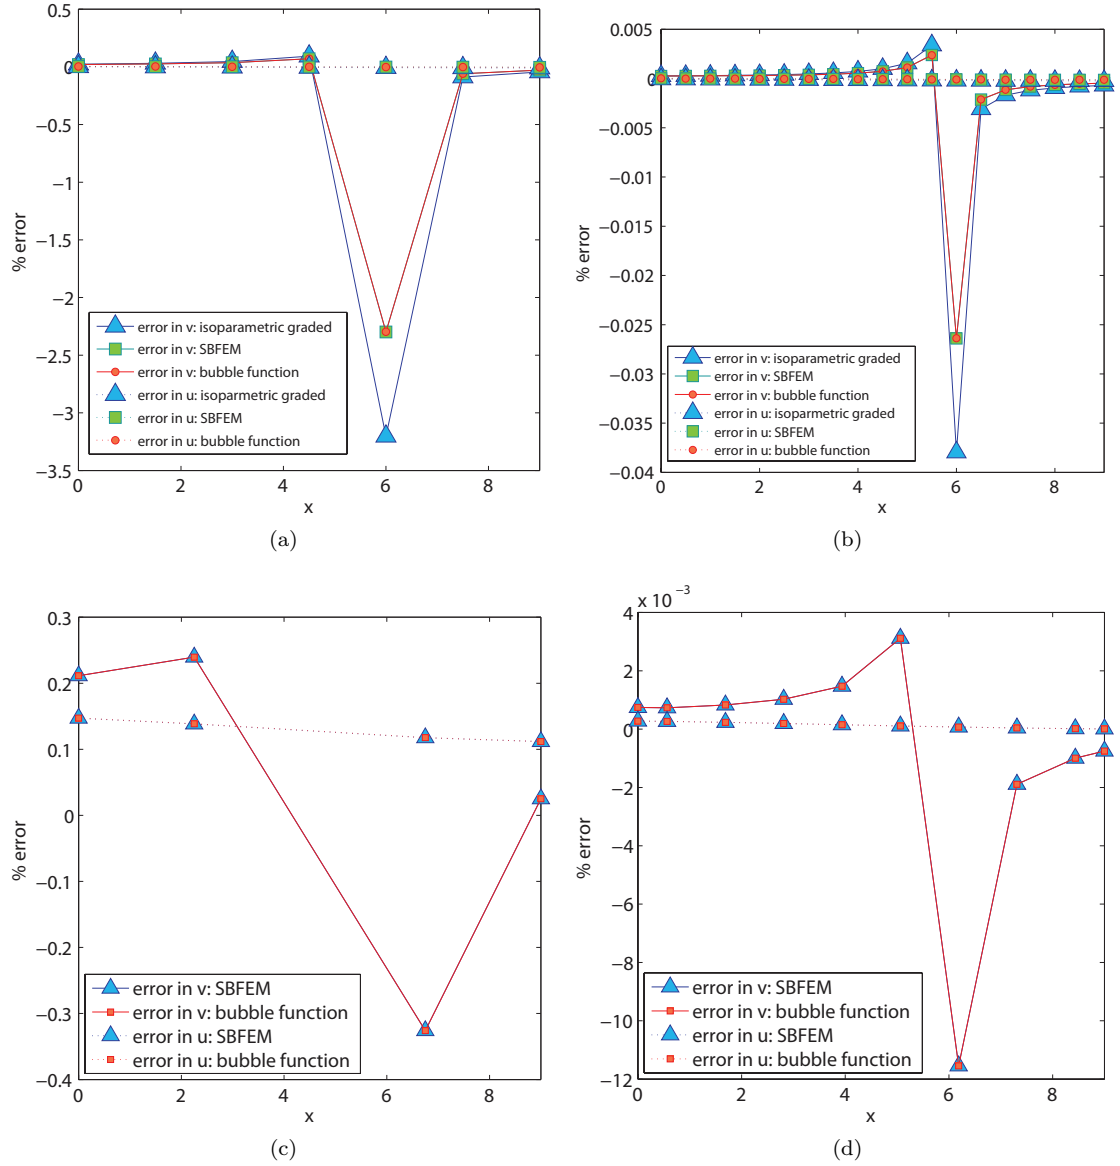 0.5
0
−0.5
−1
−1.5
−2
−2.5
−3
−3.5
% error
error in v: isoparametric graded
error in v: SBFEM
error in v: bubble function
error in u: isoparmetric graded
error in u: SBFEM
error in u: bubble function
0 2 4 6 8
x
(a)
0.005
0
−0.005
−0.01
−0.015
−0.02
−0.025
−0.03
−0.035
−0.04
% error
error in v: isoparametric graded
error in v: SBFEM
error in v: bubble function
error in u: isoparmetric graded
error in u: SBFEM
error in u: bubble function
0 2 4 6 8
x
(b)
0.3
0.2
0.1
0
−0.1
−0.2
−0.3
−0.4
% error
error in v: SBFEM
error in v: bubble function
error in u: SBFEM
error in u: bubble function
0 2 4 6 8
x
(c)
x 10⁻³
4
2
0
−2
−4
−6
−8
−10
−12
% error
error in v: SBFEM
error in v: bubble function
error in u: SBFEM
error in u: bubble function
0 2 4 6 8
x
(d)